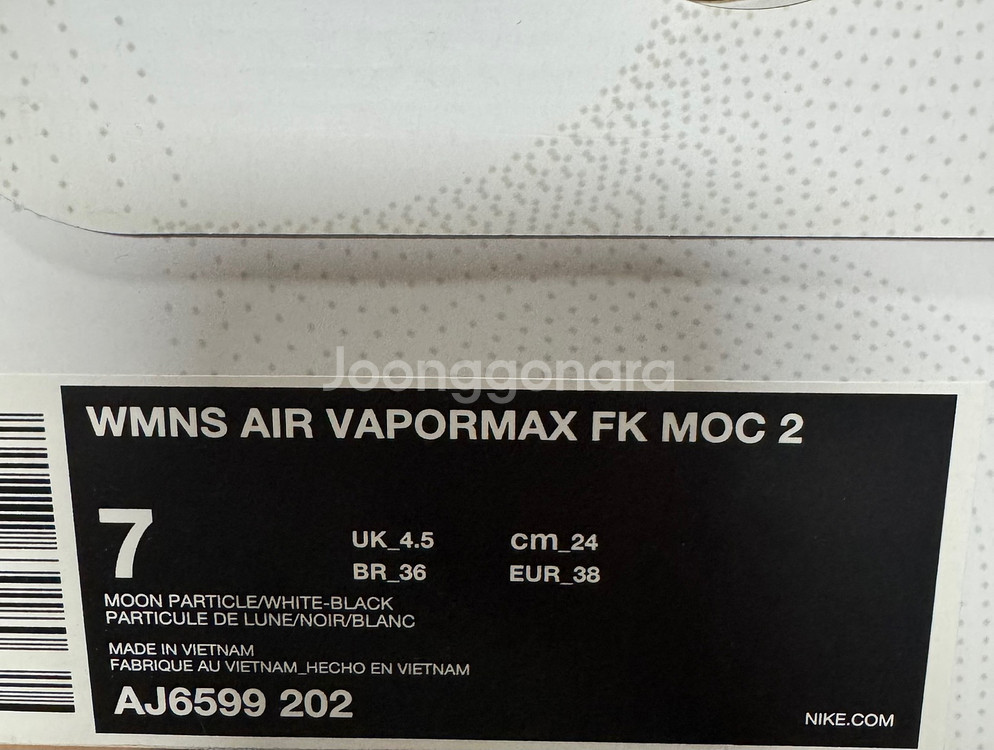 Joonggonara
WMNS AIR VAPORMAX FK MOC 2
7
UK_4.5 cm_24
BR_36 EUR_38
MOON PARTICLE/WHITE-BLACK
PARTICULE DE LUNE/NOIR/BLANC
MADE IN VIETNAM
FABRIQUE AU VIETNAM_HECHO EN VIETNAM
AJ6599 202
NIKE.COM